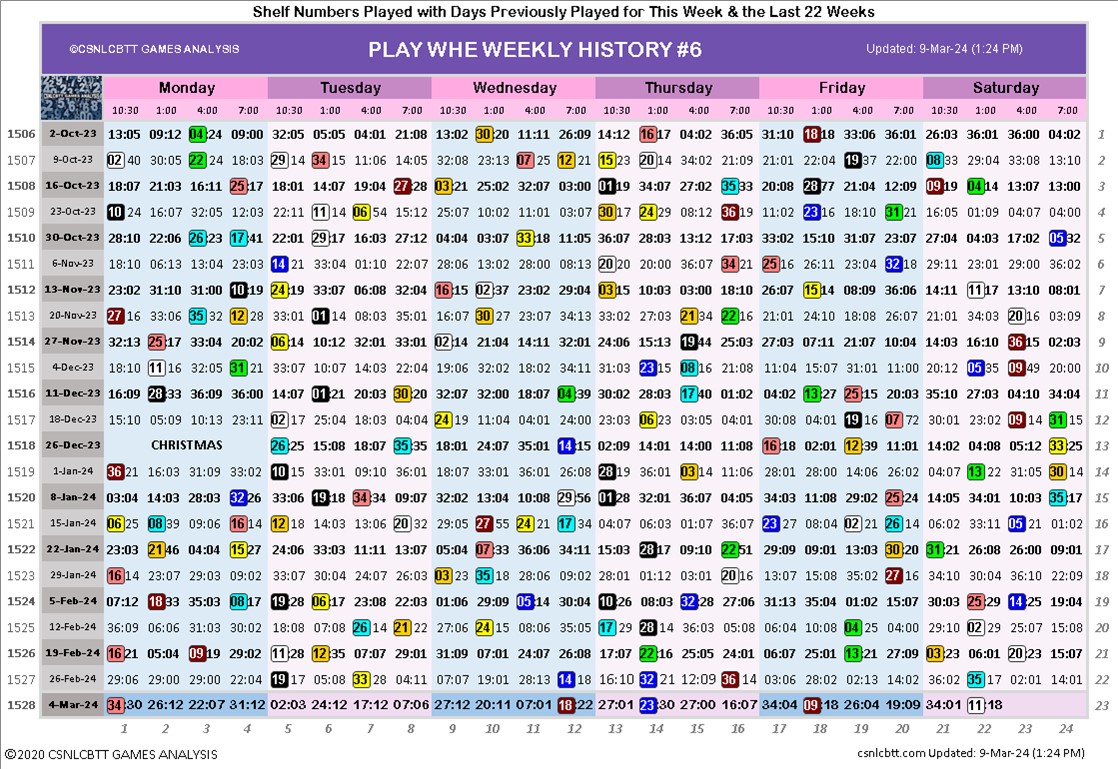 Shelf Numbers Played with Days Previously Played for This Week & the Last 22 Weeks
©CSNLCBTT GAMES ANALYSIS PLAY WHE WEEKLY HISTORY #6 Updated: 9-Mar-24 (1:24 PM)
Monday Tuesday Wednesday Thursday Friday Saturday
10:30 1:00 4:00 7:00 10:30 1:00 4:00 7:00 10:30 1:00 4:00 7:00 10:30 1:00 4:00 7:00 10:30 1:00 4:00 7:00 10:30 1:00 4:00 7:00
1506 2-Oct-23 13:05 09:12 04:24 09:00 32:05 05:05 04:01 21:08 13:02 30:20 11:11 26:09 14:12 16:17 04:02 36:05 31:10 18:18 33:06 36:01 26:03 36:01 36:00 04:02 1
1507 9-Oct-23 02:40 30:05 22:24 18:03 29:14 34:15 11:06 14:05 32:08 23:13 07:25 12:21 15:23 20:14 34:02 21:09 21:01 22:04 19:37 22:00 08:33 29:04 33:08 13:10 2
1508 16-Oct-23 18:07 21:03 16:11 25:17 18:01 14:07 19:04 27:28 03:21 25:02 32:07 03:00 01:19 34:07 27:02 35:33 20:08 28:77 21:04 12:09 09:19 04:14 13:07 13:00 3
1509 23-Oct-23 10:24 16:07 32:05 12:03 22:11 11:14 06:54 15:12 25:07 10:02 11:01 03:07 30:17 24:29 08:12 36:19 11:02 23:16 18:10 31:21 16:05 01:09 04:07 04:00 4
1510 30-Oct-23 28:10 22:06 26:23 17:41 22:01 29:17 16:03 27:12 04:04 03:07 33:18 11:05 36:07 28:03 13:12 17:03 33:02 15:10 31:07 23:07 27:04 04:03 17:02 05:32 5
1511 6-Nov-23 18:10 06:13 13:04 23:03 14:21 33:04 01:10 22:07 28:06 13:02 28:00 08:13 20:20 20:00 36:07 34:21 25:16 26:11 23:04 32:18 29:11 23:01 29:00 36:02 6
1512 13-Nov-23 23:02 31:10 31:00 10:19 24:19 33:07 06:08 32:04 16:15 02:37 23:02 29:04 03:15 10:03 03:00 18:10 26:07 15:14 08:79 36:06 14:22 11:17 13:10 08:01 7
1513 20-Nov-23 27:16 33:06 35:32 12:28 33:06 01:14 08:03 35:01 16:07 30:27 23:07 07:13 33:02 27:03 21:34 22:16 21:01 14:07 17:13 34:08 24:03 23:08 20:16 03:09 8
1514 27-Nov-23 32:13 25:17 33:04 20:02 06:14 10:12 32:01 07:05 02:14 21:04 14:11 32:01 24:06 15:13 19:44 25:03 27:03 07:11 21:07 10:04 14:03 16:10 36:15 02:03 9
1515 4-Dec-23 18:10 11:16 32:05 31:21 33:07 10:07 14:03 22:04 19:06 32:02 18:02 34:11 31:03 23:15 08:16 21:08 11:04 15:07 31:01 11:00 20:12 05:35 09:49 20:00 10
1516 11-Dec-23 16:09 28:33 36:09 36:00 14:07 01:21 20:03 30:20 32:07 32:00 12:08 04:39 30:02 28:03 17:40 01:02 04:02 13:27 25:15 20:03 35:10 27:03 04:10 34:04 11
1517 18-Dec-23 15:10 05:09 10:13 23:11 02:17 25:04 18:03 04:04 24:19 11:04 04:01 32:04 23:03 06:23 05:04 04:01 30:08 04:01 19:16 07:72 30:01 23:02 09:14 31:15 12
1518 26-Dec-23 CHRISTMAS 26:25 15:08 18:07 35:35 18:01 24:07 35:01 14:15 02:09 14:01 14:00 11:08 16:18 02:01 12:39 11:01 14:02 04:08 05:12 33:25 13
1519 1-Jan-24 36:21 16:03 31:09 33:02 10:15 33:01 09:10 36:01 18:07 33:01 36:01 26:08 28:19 36:02 03:14 11:06 28:01 28:00 14:06 26:02 04:07 13:22 31:05 30:14 14
1520 8-Jan-24 03:04 14:03 28:03 32:26 33:06 19:18 34:34 09:07 32:02 13:04 10:08 29:56 01:28 32:01 36:07 04:05 34:03 11:08 29:02 25:24 14:05 34:01 10:03 35:17 15
1521 15-Jan-24 06:25 08:39 09:06 16:14 12:18 14:03 13:06 20:32 29:05 27:55 24:21 17:34 04:07 06:03 01:07 36:07 23:27 08:04 02:21 26:14 06:02 33:11 05:21 01:02 16
1522 22-Jan-24 23:03 21:46 04:04 15:27 24:06 33:03 11:11 13:07 05:04 07:33 36:06 34:11 15:03 28:17 09:10 22:51 29:09 09:01 13:03 30:20 31:21 26:08 26:00 09:01 17
1523 29-Jan-24 16:14 23:07 29:03 09:02 33:07 30:04 24:07 26:03 03:23 35:18 28:06 09:02 28:01 01:12 03:01 20:16 13:07 15:08 35:08 27:16 34:10 30:04 36:10 22:09 18
1524 5-Feb-24 07:12 18:33 35:03 08:17 19:28 06:17 23:08 22:03 01:06 29:09 05:14 30:04 10:26 08:03 32:28 27:06 31:13 35:04 01:02 15:07 30:03 25:29 14:25 19:04 19
1525 12-Feb-24 36:09 06:06 31:03 30:02 18:08 07:08 26:14 21:22 27:06 24:15 08:06 35:08 17:29 28:14 36:03 05:08 06:04 30:08 04:25 04:00 29:10 02:29 25:07 15:08 20
1526 19-Feb-24 16:21 05:04 09:19 29:02 11:28 12:35 07:07 29:01 31:09 07:01 24:07 08:06 17:07 22:16 25:05 24:01 06:07 25:01 13:21 27:09 03:23 06:01 20:23 15:07 21
1527 26-Feb-24 29:06 29:00 29:00 22:04 19:17 06:05 33:28 04:11 07:07 19:01 28:13 14:18 16:10 32:21 12:09 36:14 03:06 28:02 02:13 14:02 36:02 35:17 02:01 14:01 22
1528 4-Mar-24 34:30 26:12 22:07 31:12 02:03 24:12 17:12 07:06 27:12 20:11 07:01 18:22 27:01 23:30 27:00 16:07 34:04 09:18 26:04 19:09 34:01 11:18 23
1 2 3 4 5 6 7 8 9 10 11 12 13 14 15 16 17 18 19 20 21 22 23 24
©2020 CSNLCBTT GAMES ANALYSIS csnlcbtt.com Updated: 9-Mar-24 (1:24 PM)